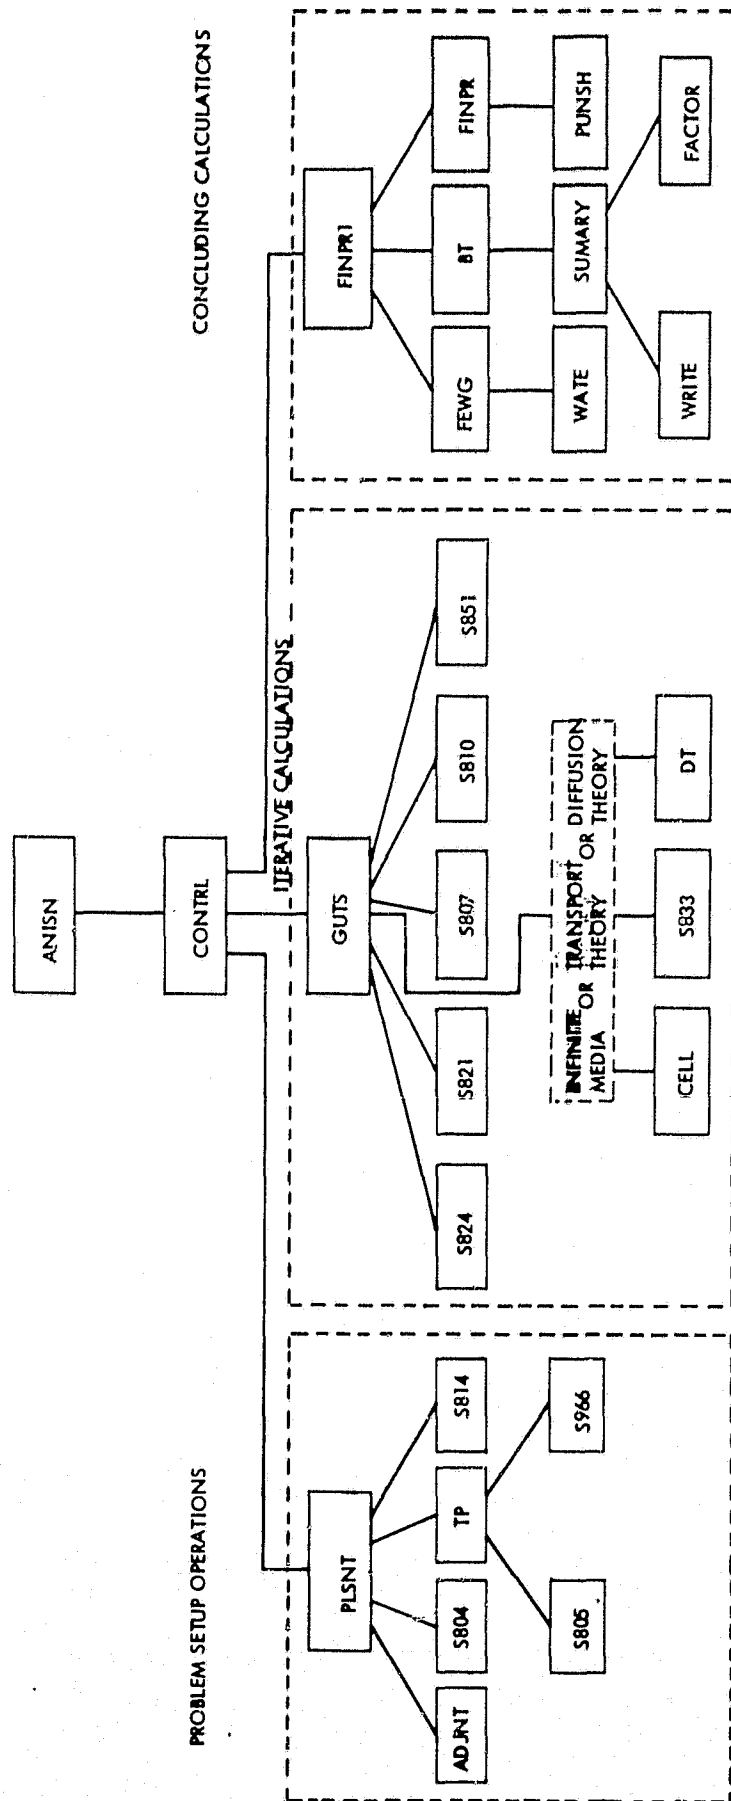 ANISN
CONTRL
PROBLEM SETUP OPERATIONS
ITERATIVE CALCULATIONS
CONCLUDING CALCULATIONS
PLSNT
GUTS
FINPR1
ADJNT
S804
TP
S814
S824
S821
S807
S810
S851
FEWG
BT
FINPR
S805
S966
INFINITE TRANSPORT DIFFUSION
OR OR
MEDIA THEORY THEORY
WATE
SUMARY
PUNSH
CELL
S833
DT
WRITE
FACTOR